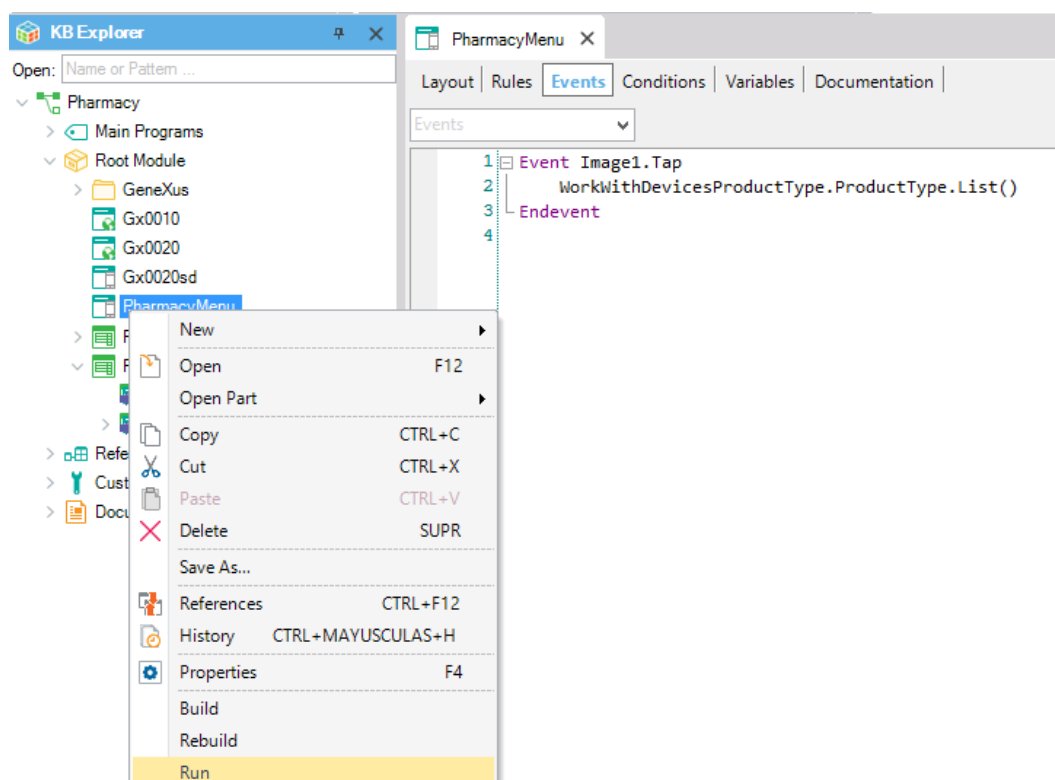 KB Explorer
Open: Name or Pattern ...
Pharmacy
Main Programs
Root Module
GeneXus
Gx0010
Gx0020
Gx0020sd
PharmacyMenu
Refe
Cust
Docu
New
Open F12
Open Part
Copy CTRL+C
Cut CTRL+X
Paste CTRL+V
Delete SUPR
Save As...
References CTRL+F12
History CTRL+MAYUSCULAS+H
Properties F4
Build
Rebuild
Run
PharmacyMenu
Layout Rules Events Conditions Variables Documentation
Events
1 Event Image1.Tap
2 WorkWithDevicesProductType.ProductType.List()
3 Endevent
4